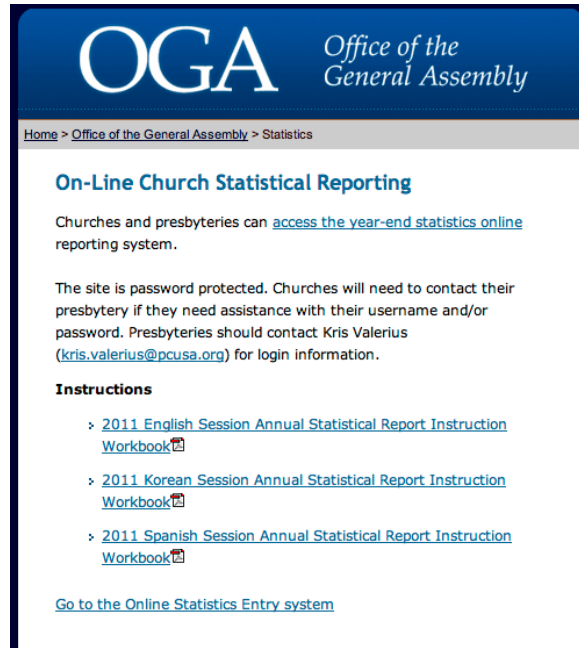 OGA
Office of the
General Assembly
Home > Office of the General Assembly > Statistics
On-Line Church Statistical Reporting
Churches and presbyteries can access the year-end statistics online
reporting system.
The site is password protected. Churches will need to contact their
presbytery if they need assistance with their username and/or
password. Presbyteries should contact Kris Valerius
(kris.valerius@pcusa.org) for login information.
Instructions
2011 English Session Annual Statistical Report Instruction
Workbook
2011 Korean Session Annual Statistical Report Instruction
Workbook
2011 Spanish Session Annual Statistical Report Instruction
Workbook
Go to the Online Statistics Entry system